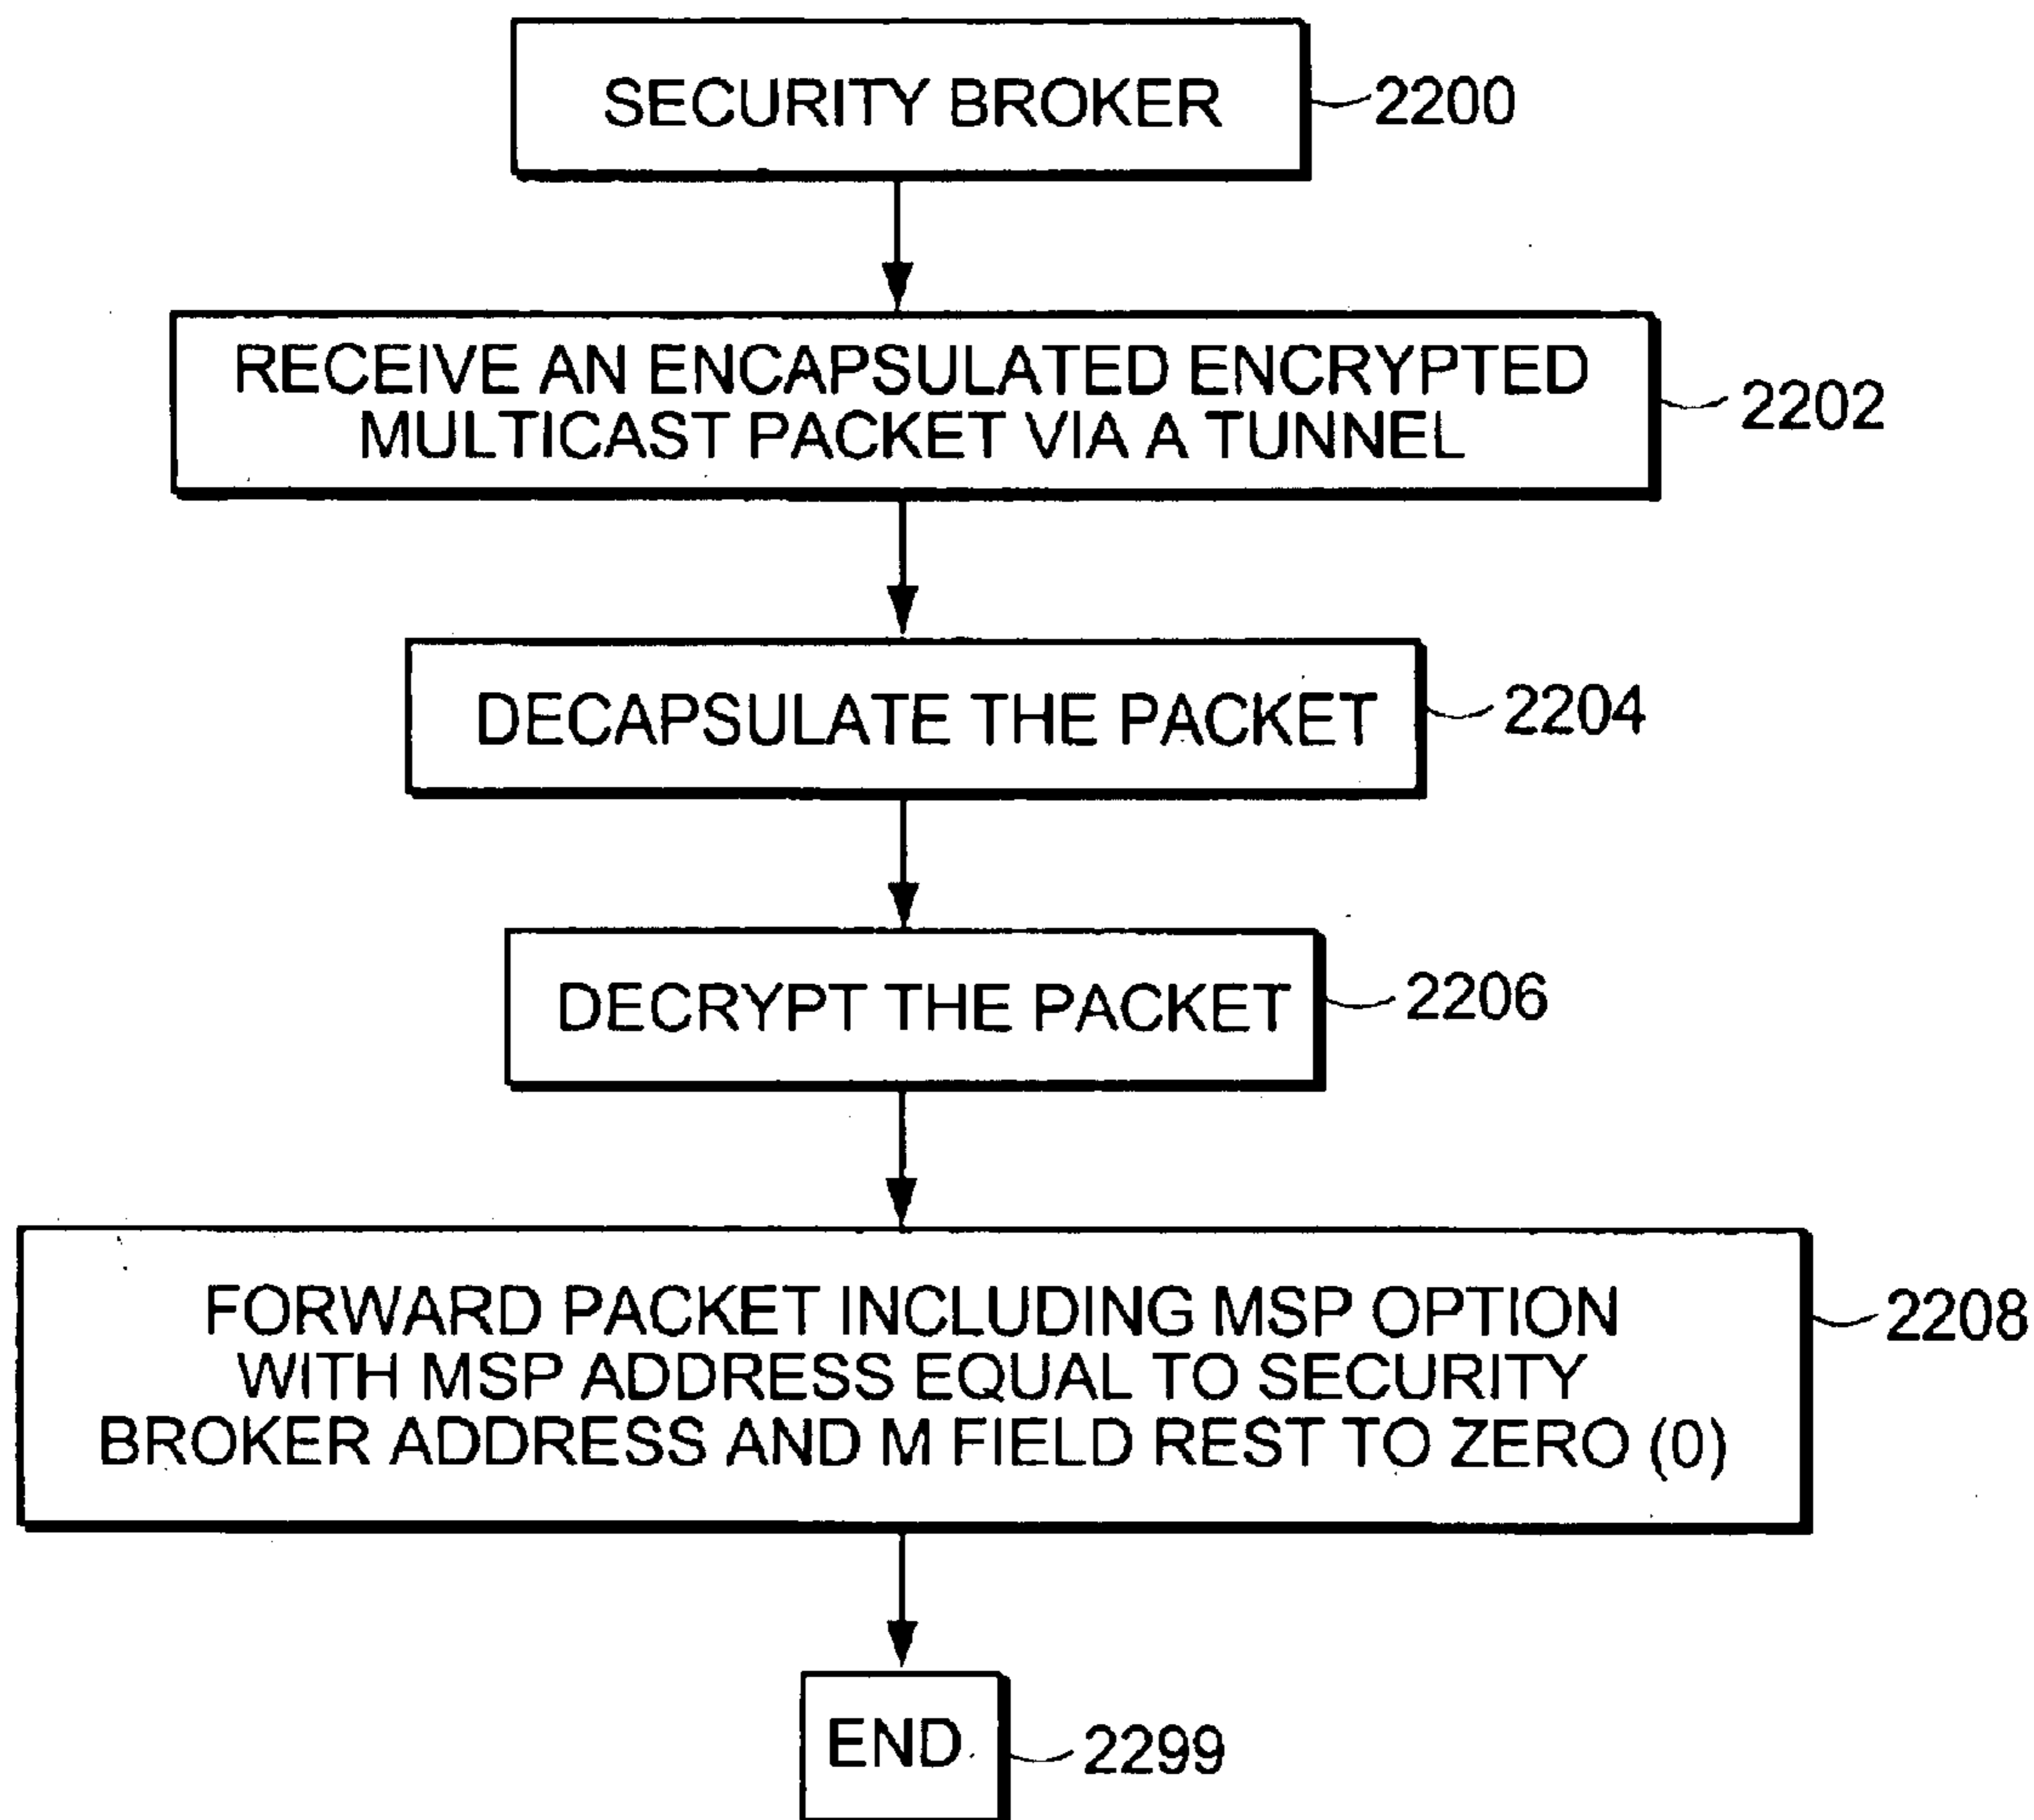 SECURITY BROKER
2200
RECEIVE AN ENCAPSULATED ENCRYPTED
MULTICAST PACKET VIA A TUNNEL
2202
DECAPSULATE THE PACKET
2204
DECRYPT THE PACKET
2206
FORWARD PACKET INCLUDING MSP OPTION
WITH MSP ADDRESS EQUAL TO SECURITY
BROKER ADDRESS AND M FIELD REST TO ZERO (0)
2208
END
2299